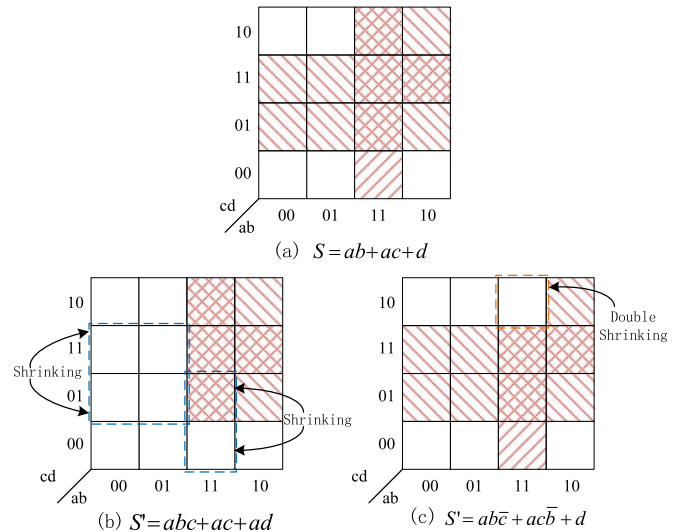 10
11
01
00
cd
ab
00 01 11 10
(a) S=ab+ac+d
10
11
Shrinking
01
00
Shrinking
cd
ab
00 01 11 10
(b) S'=abc+ac+ad
10
Double
Shrinking
11
01
00
cd
ab
00 01 11 10
(c) S'=abc̅+acb̅+d